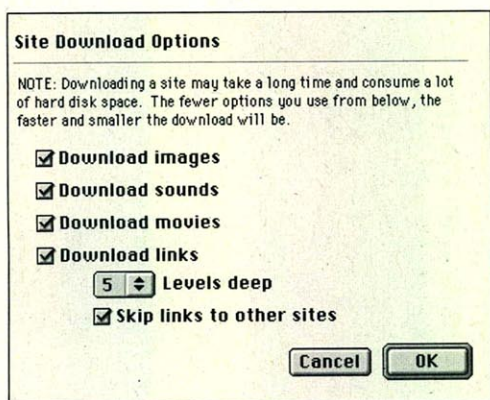 Site Download Options
NOTE: Downloading a site may take a long time and consume a lot
of hard disk space. The fewer options you use from below, the
faster and smaller the download will be.
Download images
Download sounds
Download movies
Download links
5 Levels deep
Skip links to other sites
Cancel OK